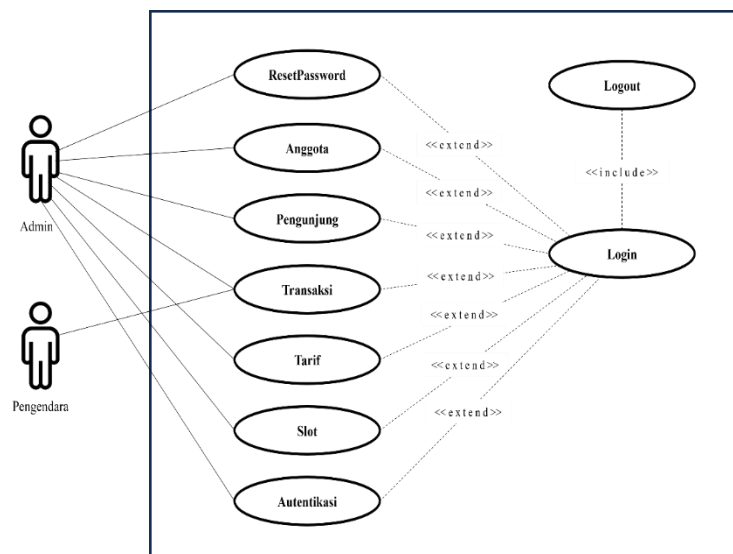 ResetPassword
Logout
<<extend>>
Anggota
<<include>>
Admin
<<extend>>
Pengunjung
<<extend>>
Login
<<extend>>
Transaksi
<<extend>>
Tarif
<<extend>>
Pengendara
Slot
<<extend>>
Autentikasi